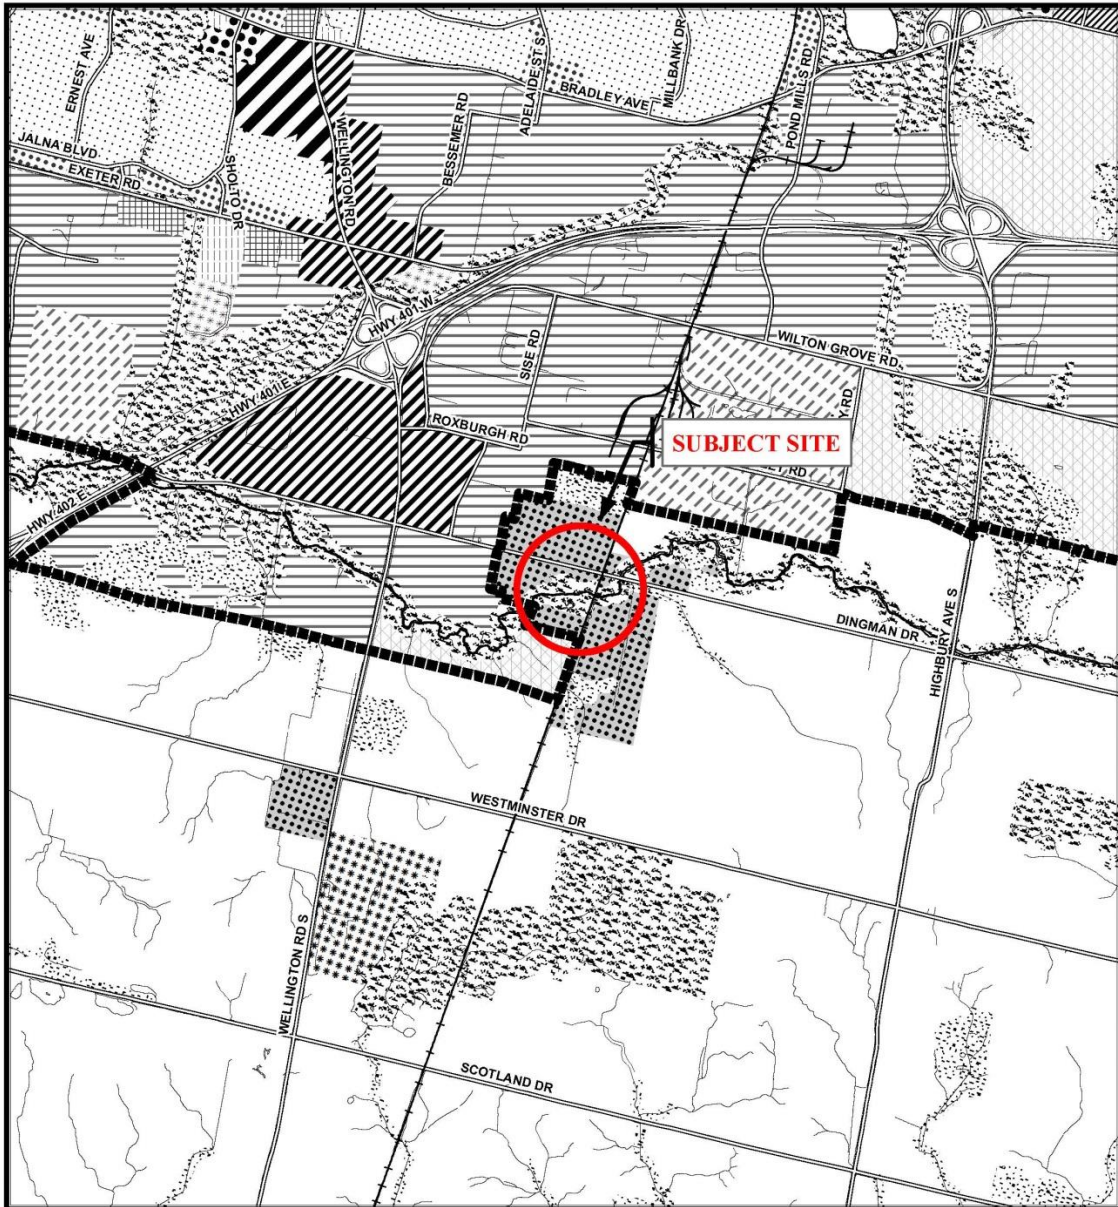 ERNEST AVE
ADELAIDE ST S
MILLBANK DR
BRADLEY AVE
POND MILLS RD
WELLINGTON RD
BESSEMER RD
JALNA BLVD
EXETER RD
SHOLTO DR
HWY 401 W
WILTON GROVE RD
SISE RD
HWY 401 E
ROXBURGH RD
SUBJECT SITE
HWY 402 E
DINGMAN DR
HIGHBURY AVE S
WESTMINSTER DR
WELLINGTON RD S
SCOTLAND DR